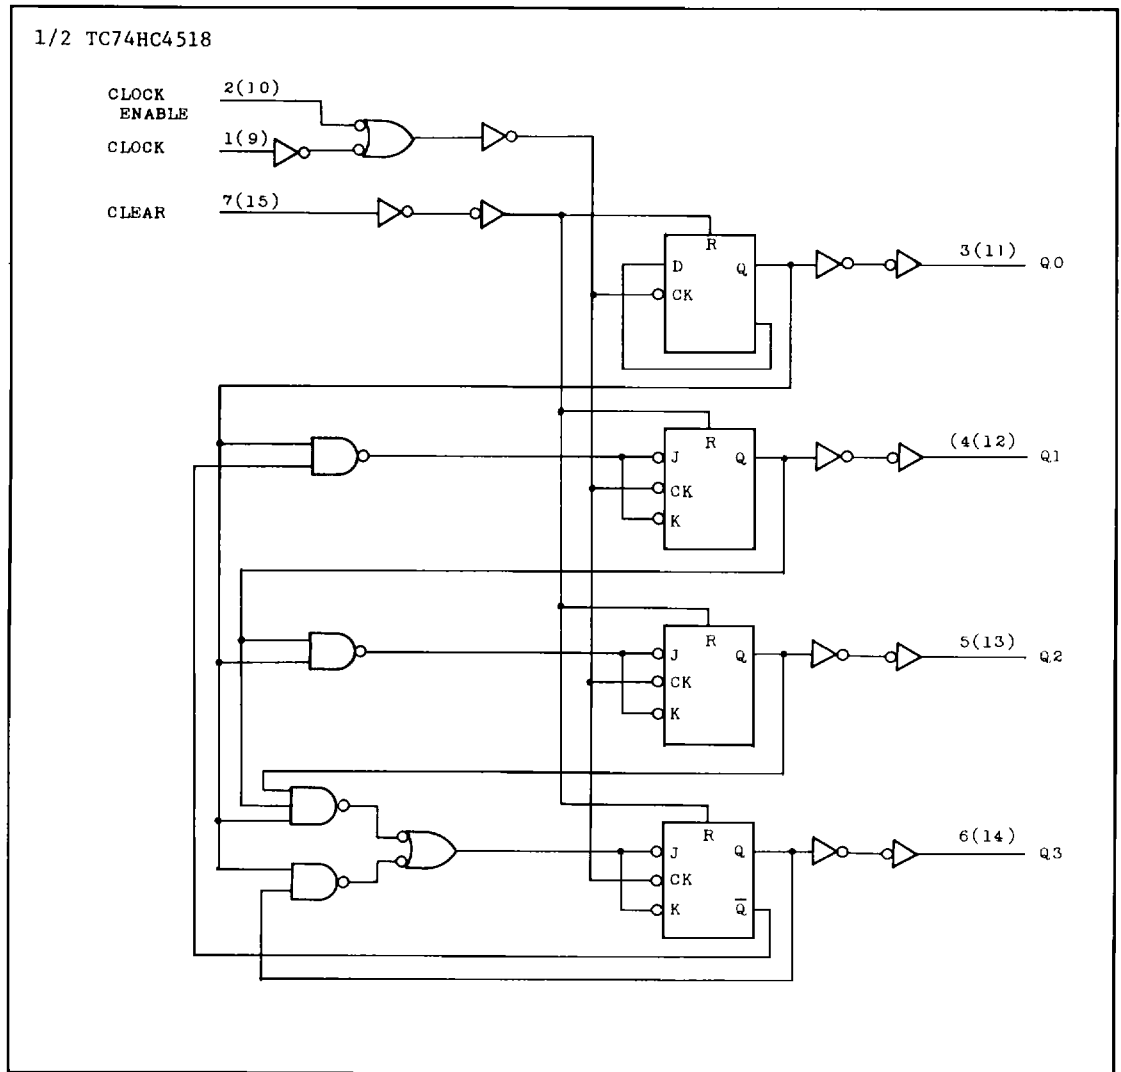 1/2 TC74HC4518
CLOCK
ENABLE
2(10)
CLOCK
1(9)
CLEAR
7(15)
R
D
Q
CK
3(11)
Q0
R
J
Q
CK
K
(4(12)
Q1
R
J
Q
CK
K
5(13)
Q2
R
J
Q
CK
K
Q̅
6(14)
Q3